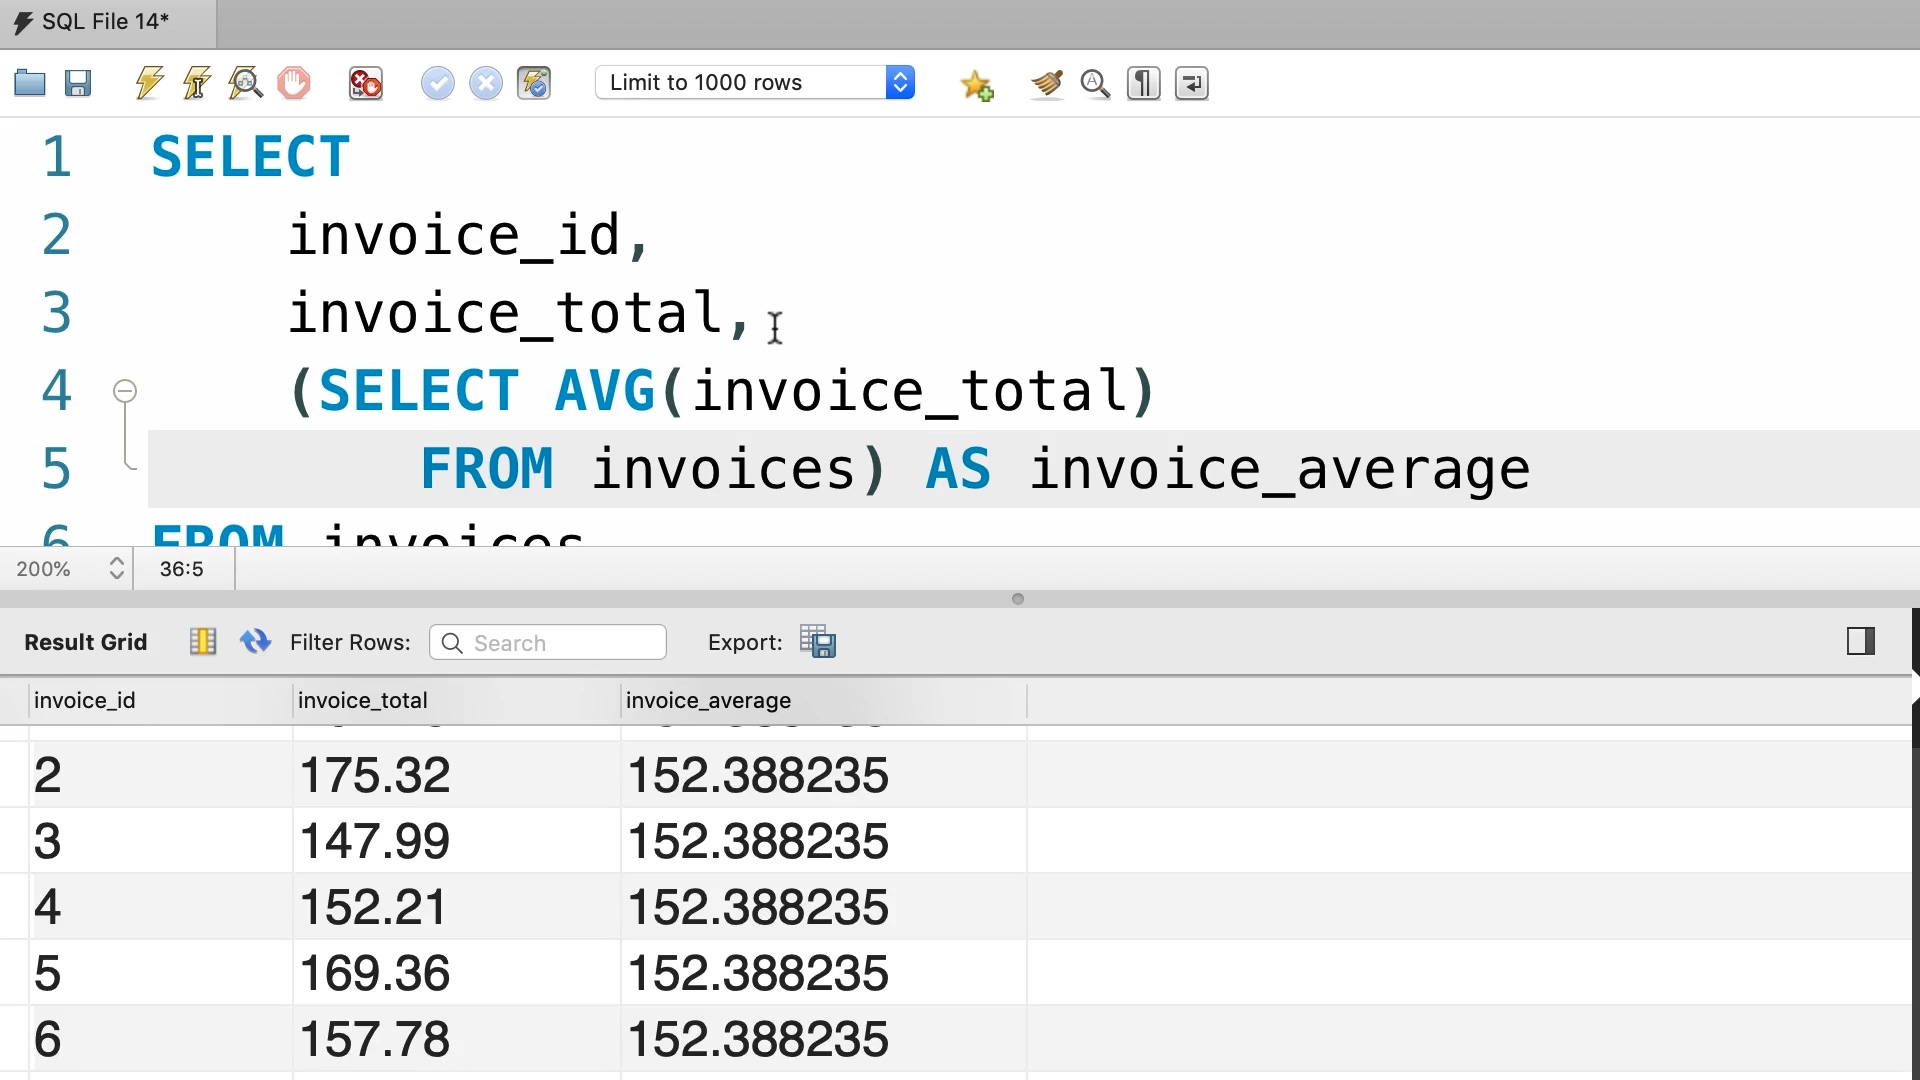 SQL File 14*
Limit to 1000 rows
1 SELECT
2 invoice_id,
3 invoice_total,
4 (SELECT AVG(invoice_total)
5 FROM invoices) AS invoice_average
6 FROM invoices
200% 36:5
Result Grid Filter Rows: Search Export:
invoice_id invoice_total invoice_average
2 175.32 152.388235
3 147.99 152.388235
4 152.21 152.388235
5 169.36 152.388235
6 157.78 152.388235